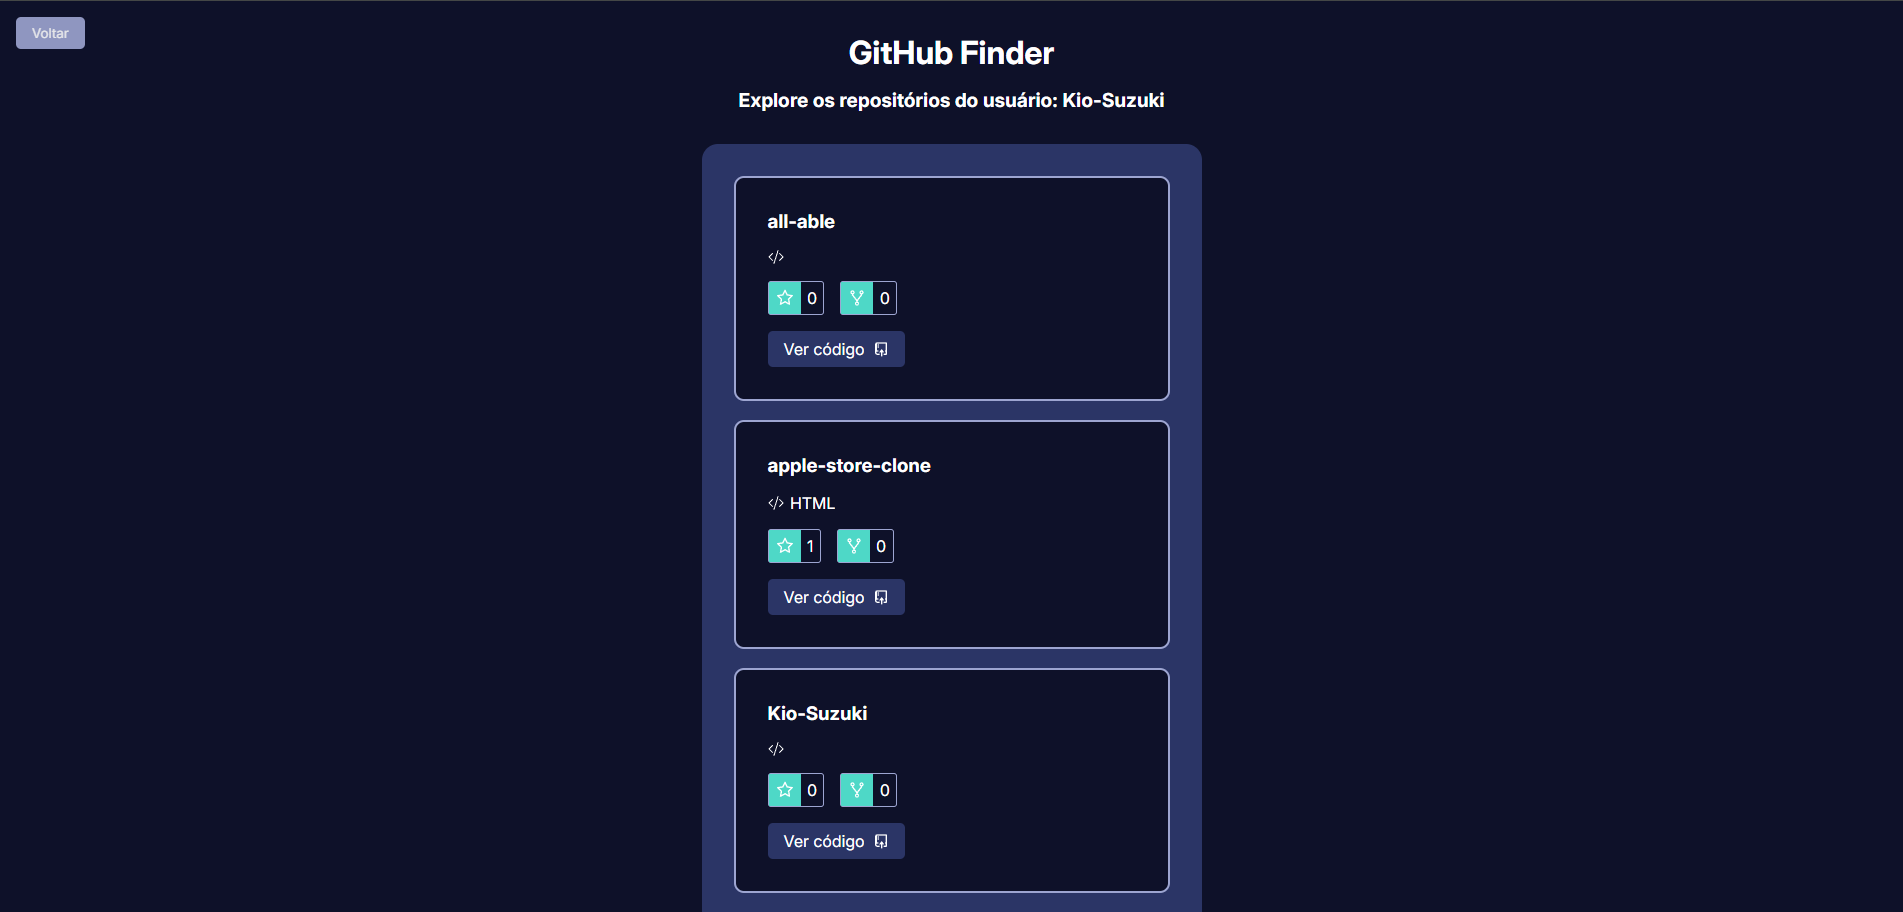 Voltar
GitHub Finder
Explore os repositórios do usuário: Kio-Suzuki
all-able
0 0
Ver código
apple-store-clone
HTML
1 0
Ver código
Kio-Suzuki
0 0
Ver código